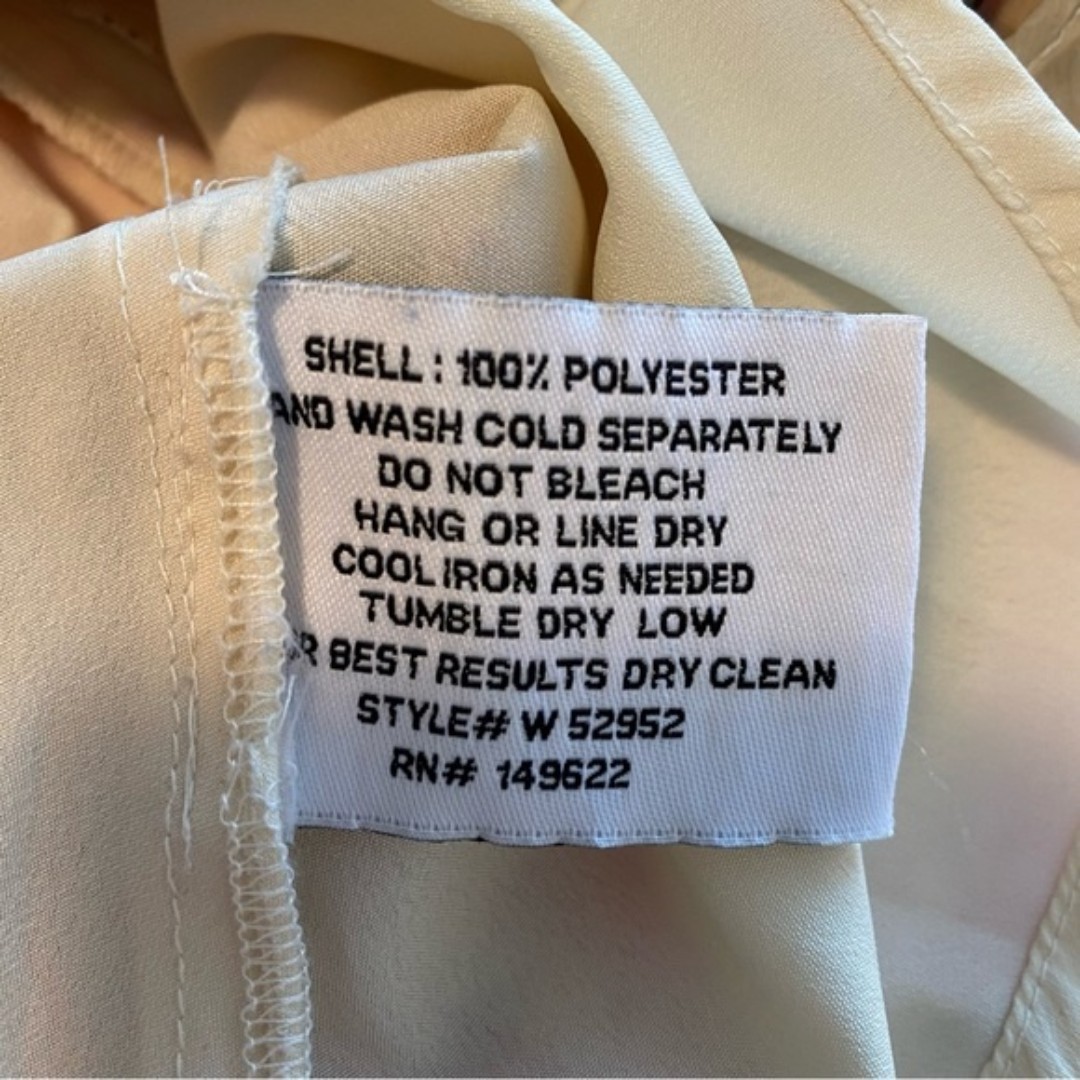 SHELL : 100% POLYESTER
AND WASH COLD SEPARATELY
DO NOT BLEACH
HANG OR LINE DRY
COOL IRON AS NEEDED
TUMBLE DRY LOW
R BEST RESULTS DRY CLEAN
STYLE# W 52952
RN# 149622